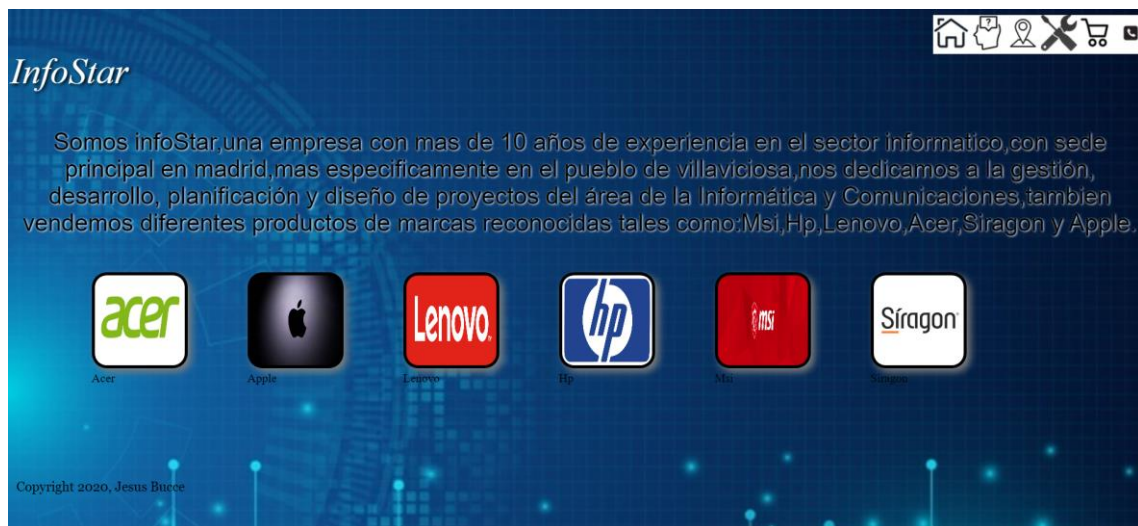 InfoStar
Somos infoStar,una empresa con mas de 10 años de experiencia en el sector informatico,con sede
principal en madrid,mas especificamente en el pueblo de villaviciosa,nos dedicamos a la gestión,
desarrollo, planificación y diseño de proyectos del área de la Informática y Comunicaciones,tambien
vendemos diferentes productos de marcas reconocidas tales como:Msi,Hp,Lenovo,Acer,Siragon y Apple.
acer
Lenovo
hp
msi
Síragon
Acer
Apple
Lenovo
Hp
Msi
Siragon
Copyright 2020, Jesus Bucce